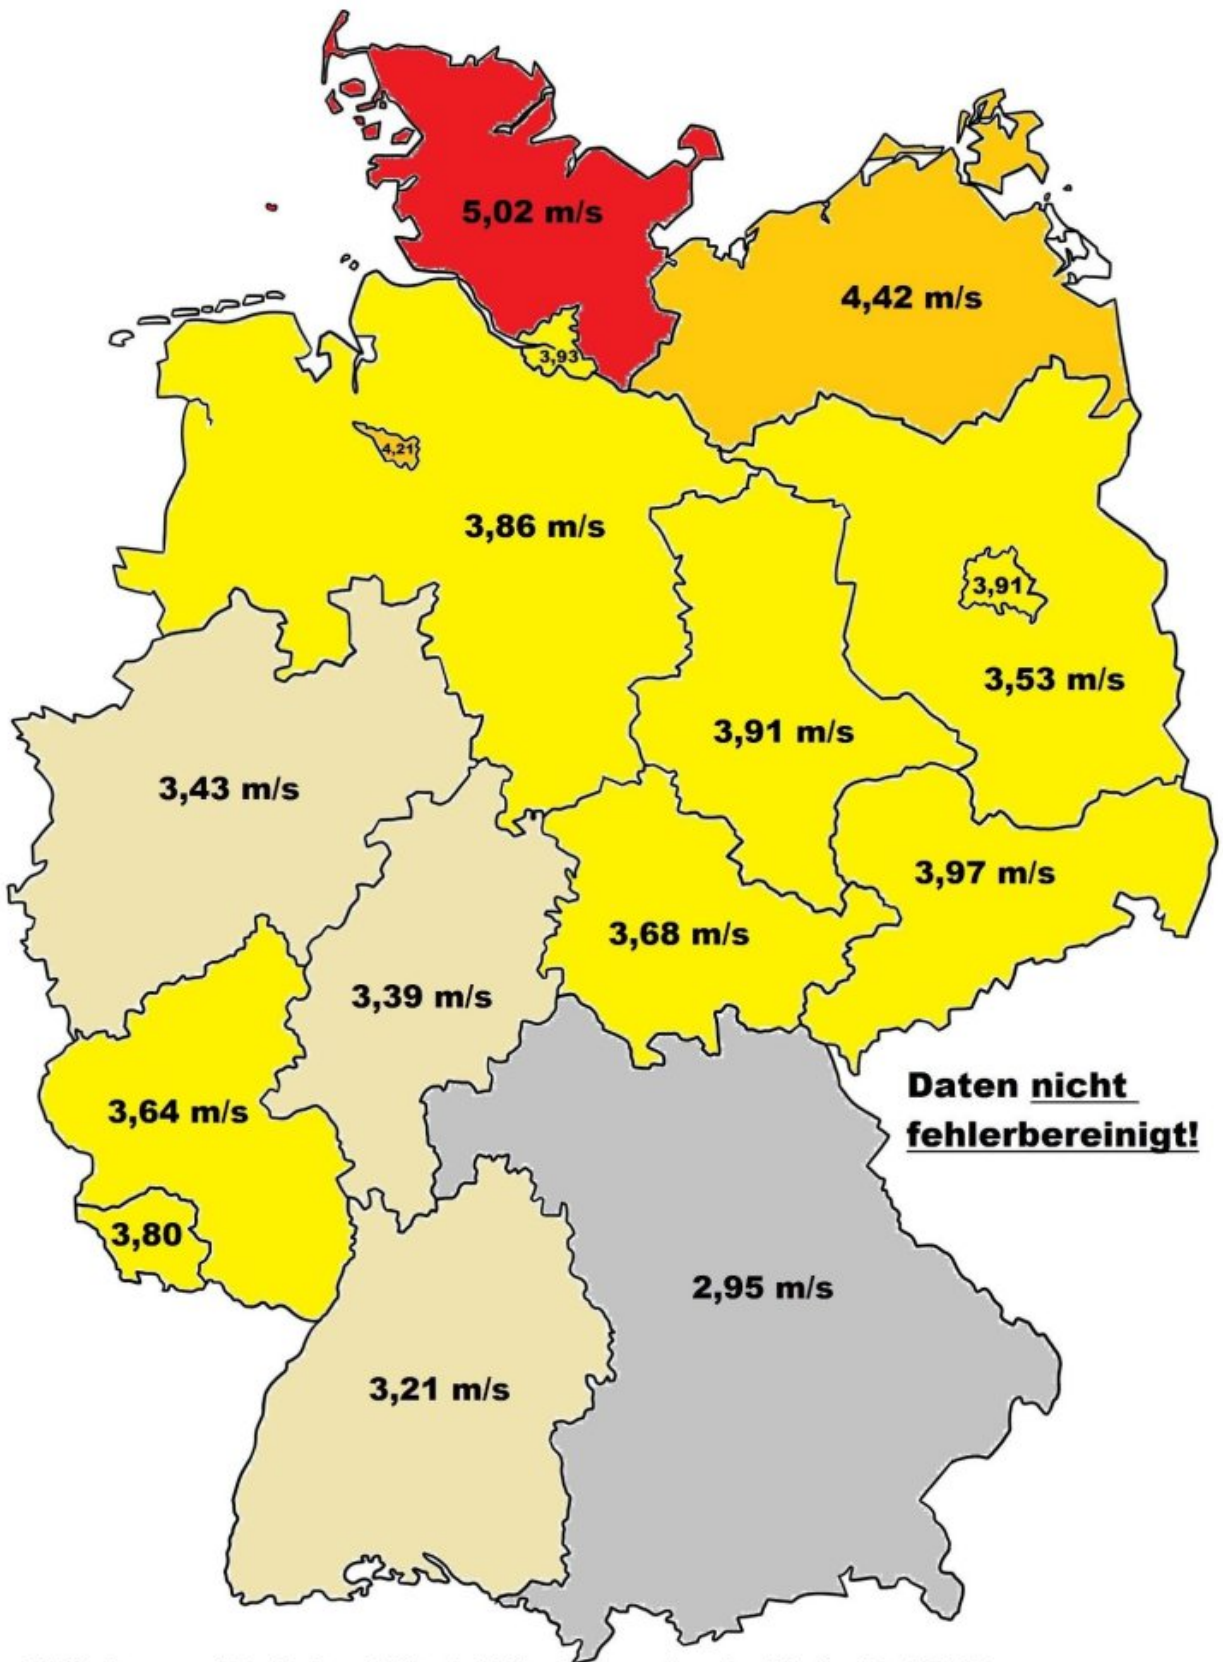 5,02 m/s
4,42 m/s
3,93
4,21
3,86 m/s
3,91
3,53 m/s
3,91 m/s
3,43 m/s
3,97 m/s
3,68 m/s
3,39 m/s
Daten nicht
fehlerbereinigt!
3,64 m/s
3,80
2,95 m/s
3,21 m/s